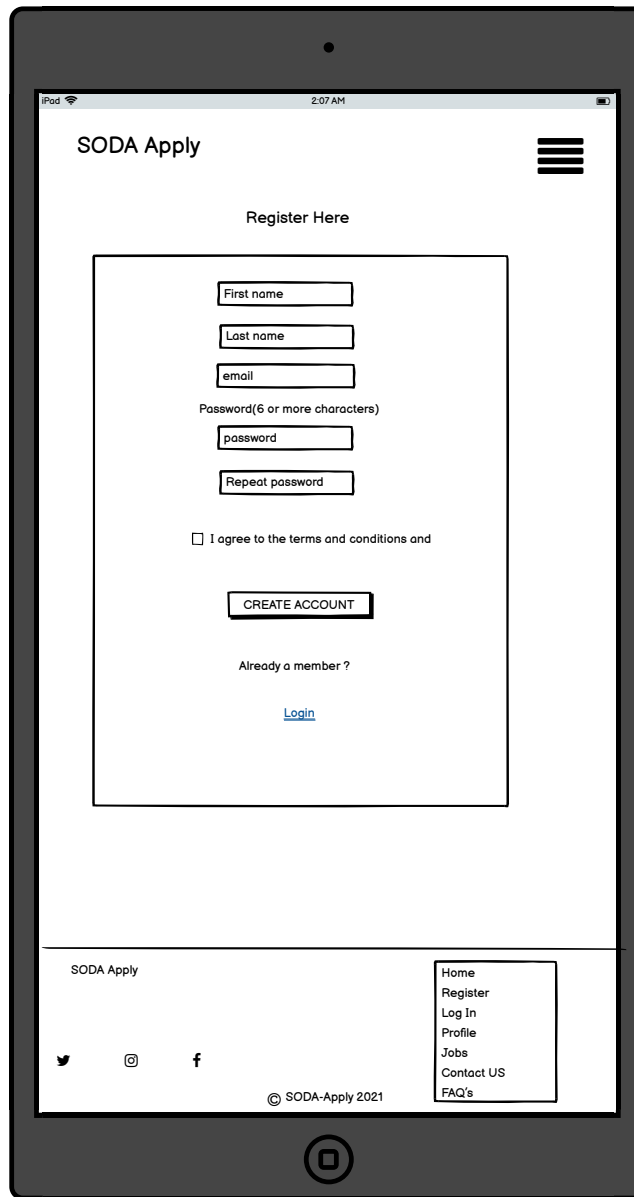 iPad 2:07 AM
SODA Apply
Register Here
First name
Last name
email
Password(6 or more characters)
password
Repeat password
I agree to the terms and conditions and
CREATE ACCOUNT
Already a member ?
Login
SODA Apply
Home
Register
Log In
Profile
Jobs
Contact US
FAQ's
© SODA-Apply 2021